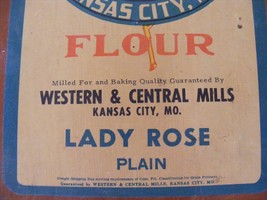 KANSAS CITY,
FLOUR
Milled For and Baking Quality Guaranteed By
WESTERN & CENTRAL MILLS
KANSAS CITY, MO.
LADY ROSE
PLAIN
Guaranteed by WESTERN & CENTRAL MILLS, KANSAS CITY, MO.